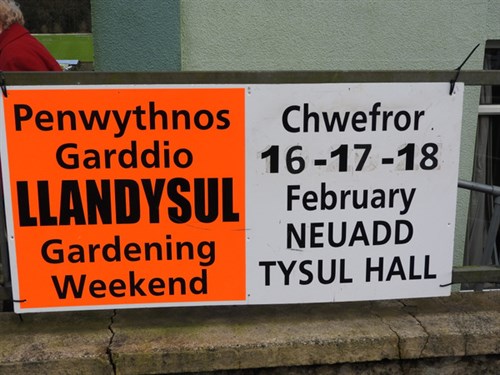 Penwythnos
Garddio
LLANDYSUL
Gardening
Weekend
Chwefror
16-17-18
February
NEUADD
TYSUL HALL